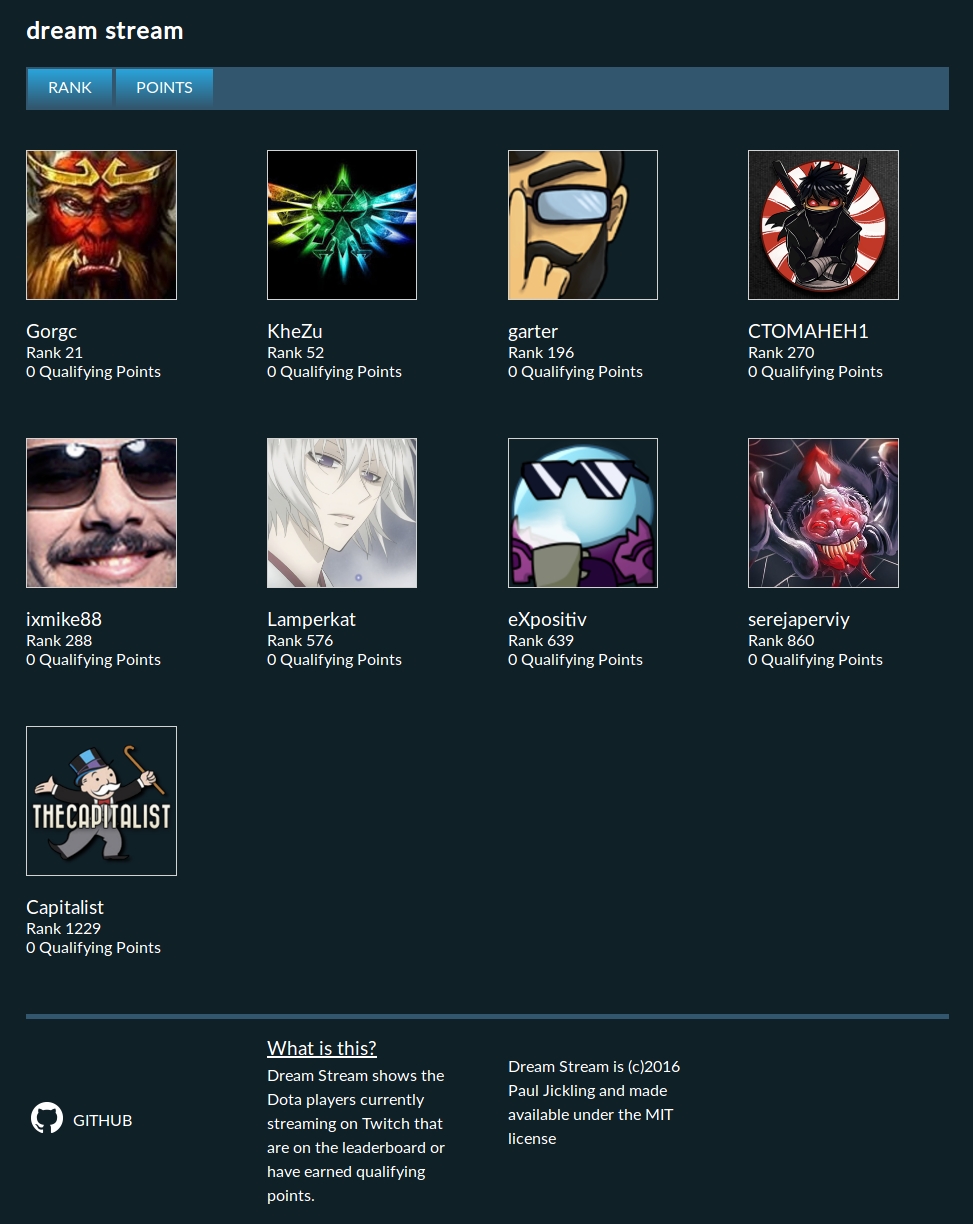 dream stream
RANK POINTS
Gorgc
Rank 21
0 Qualifying Points
KheZu
Rank 52
0 Qualifying Points
garter
Rank 196
0 Qualifying Points
CTOMAHEH1
Rank 270
0 Qualifying Points
ixmike88
Rank 288
0 Qualifying Points
Lamperkat
Rank 576
0 Qualifying Points
eXpositiv
Rank 639
0 Qualifying Points
serejaperviy
Rank 860
0 Qualifying Points
THECAPITALIST
Capitalist
Rank 1229
0 Qualifying Points
GITHUB
What is this?
Dream Stream shows the
Dota players currently
streaming on Twitch that
are on the leaderboard or
have earned qualifying
points.
Dream Stream is (c)2016
Paul Jickling and made
available under the MIT
license